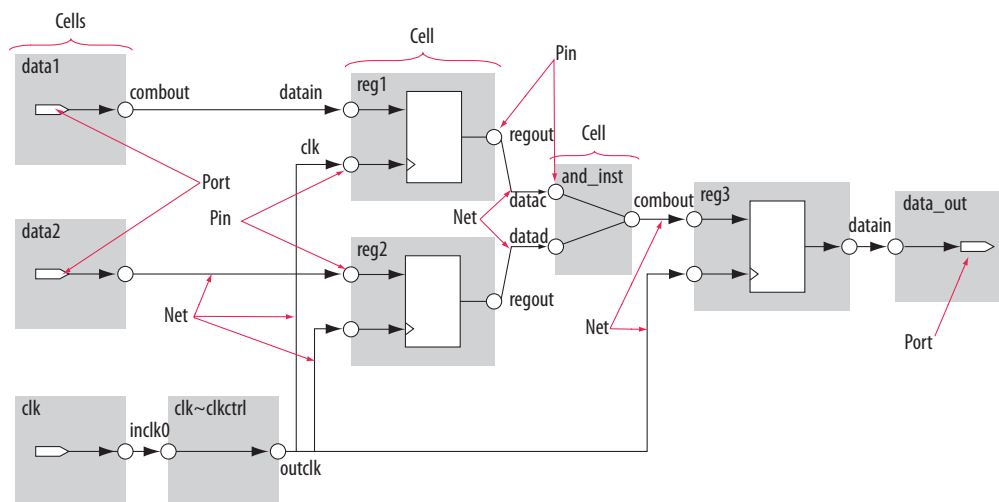 Cells
Cell
data1
combout
datain
reg1
Pin
regout
clk
Cell
and_inst
Port
Pin
Net
datac
combout
reg3
data_out
data2
reg2
datad
datain
regout
Net
Net
Port
clk
clk~clkctrl
inclk0
outclk